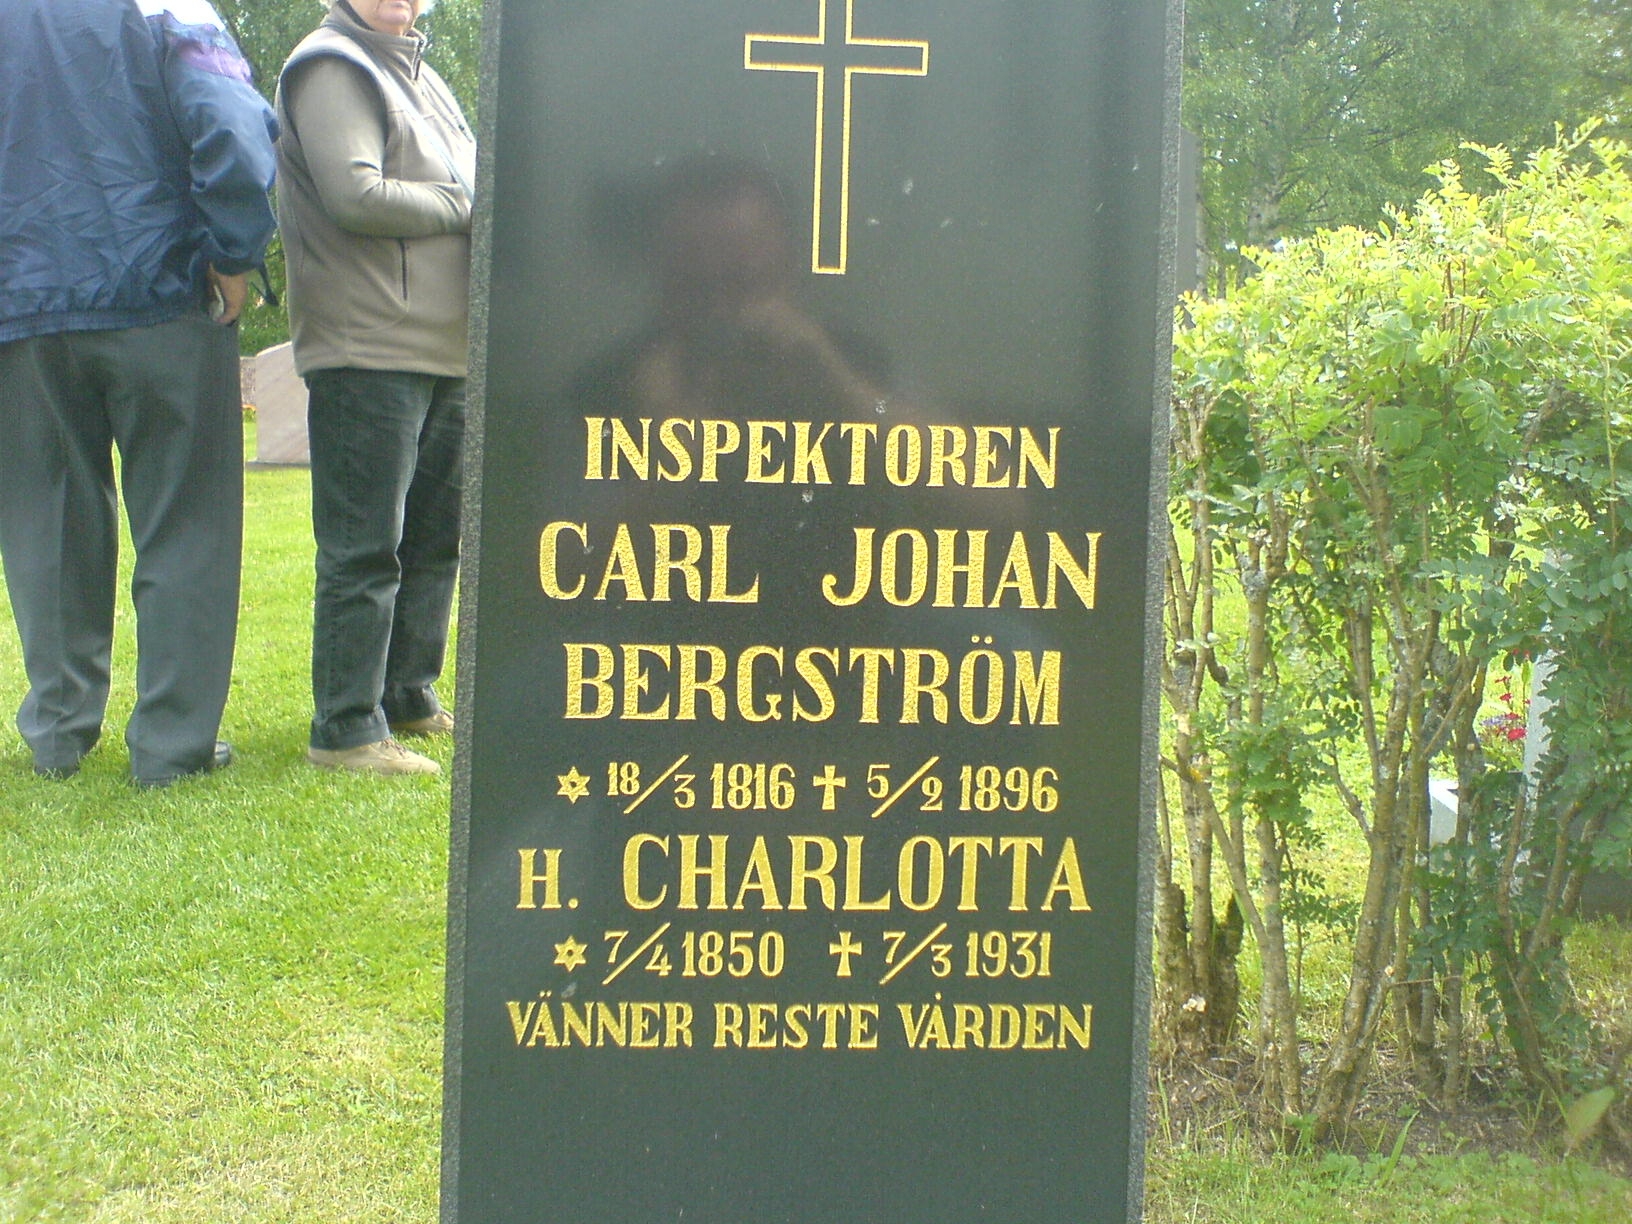 INSPEKTOREN
CARL JOHAN
BERGSTRÖM
* 18/3 1816 ✝ 5/2 1896
H. CHARLOTTA
* 7/4 1850 ✝ 7/3 1931
VÄNNER RESTE VÅRDEN